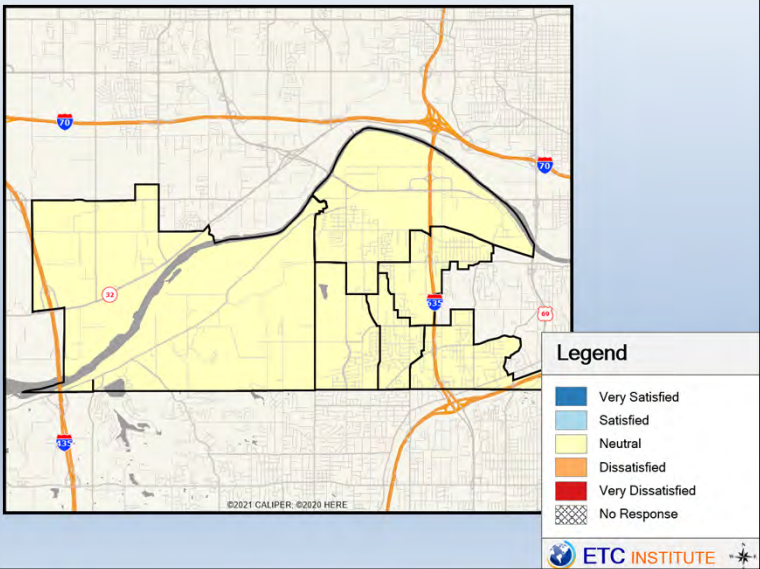 70
70
32
635
69
435
©2021 CALIPER; ©2020 HERE
Legend
Very Satisfied
Satisfied
Neutral
Dissatisfied
Very Dissatisfied
No Response
ETC INSTITUTE